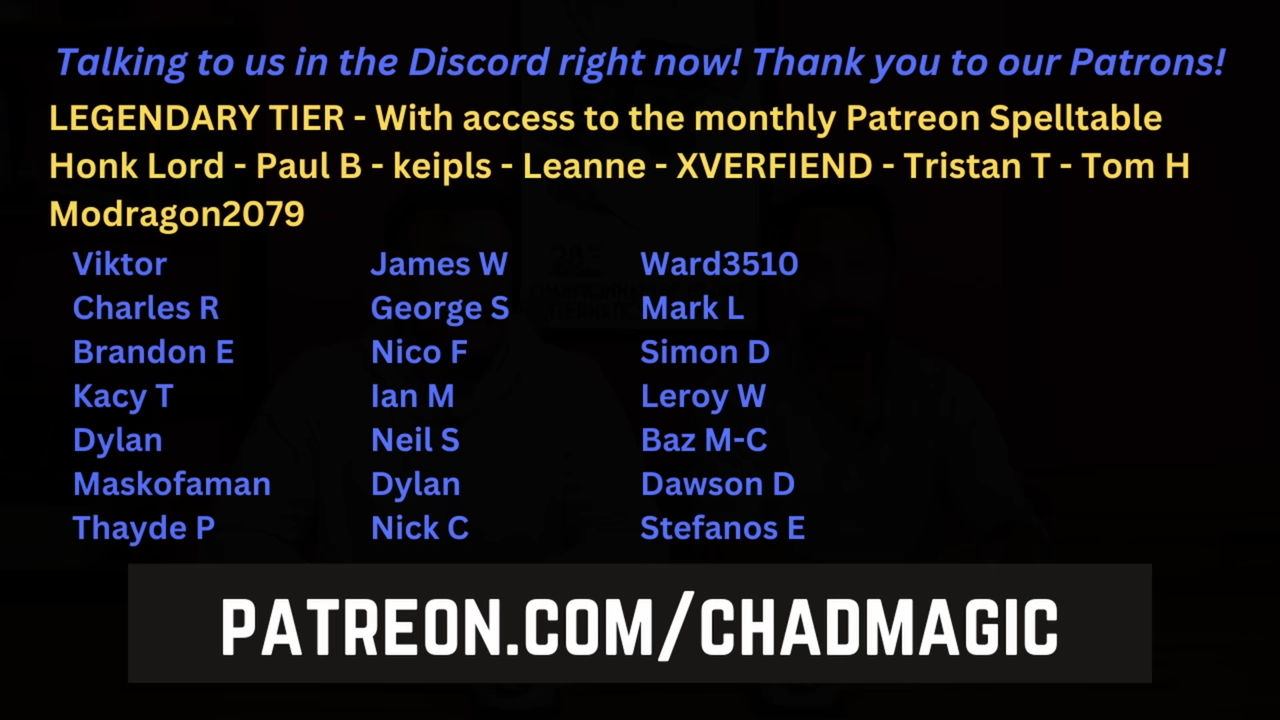 Talking to us in the Discord right now! Thank you to our Patrons!
LEGENDARY TIER - With access to the monthly Patreon Spelltable
Honk Lord - Paul B - keipls - Leanne - XVERFIEND - Tristan T - Tom H
Modragon2079
Viktor James W Ward3510
Charles R George S Mark L
Brandon E Nico F Simon D
Kacy T Ian M Leroy W
Dylan Neil S Baz M-C
Maskofaman Dylan Dawson D
Thayde P Nick C Stefanos E
PATREON.COM/CHADMAGIC